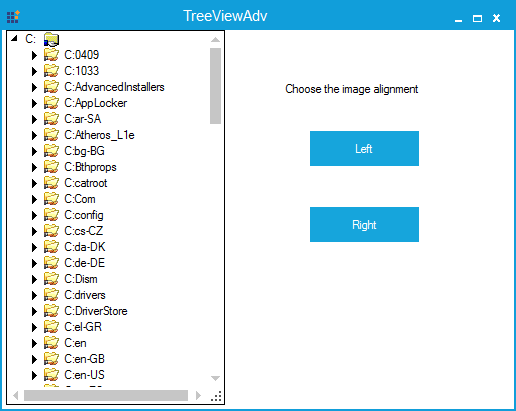 TreeViewAdv
C:
C:0409
C:1033
C:AdvancedInstallers
C:AppLocker
C:ar-SA
C:Atheros_L1e
C:bg-BG
C:Bthprops
C:catroot
C:Com
C:config
C:cs-CZ
C:da-DK
C:de-DE
C:Dism
C:drivers
C:DriverStore
C:el-GR
C:en
C:en-GB
C:en-US
Choose the image alignment
Left
Right